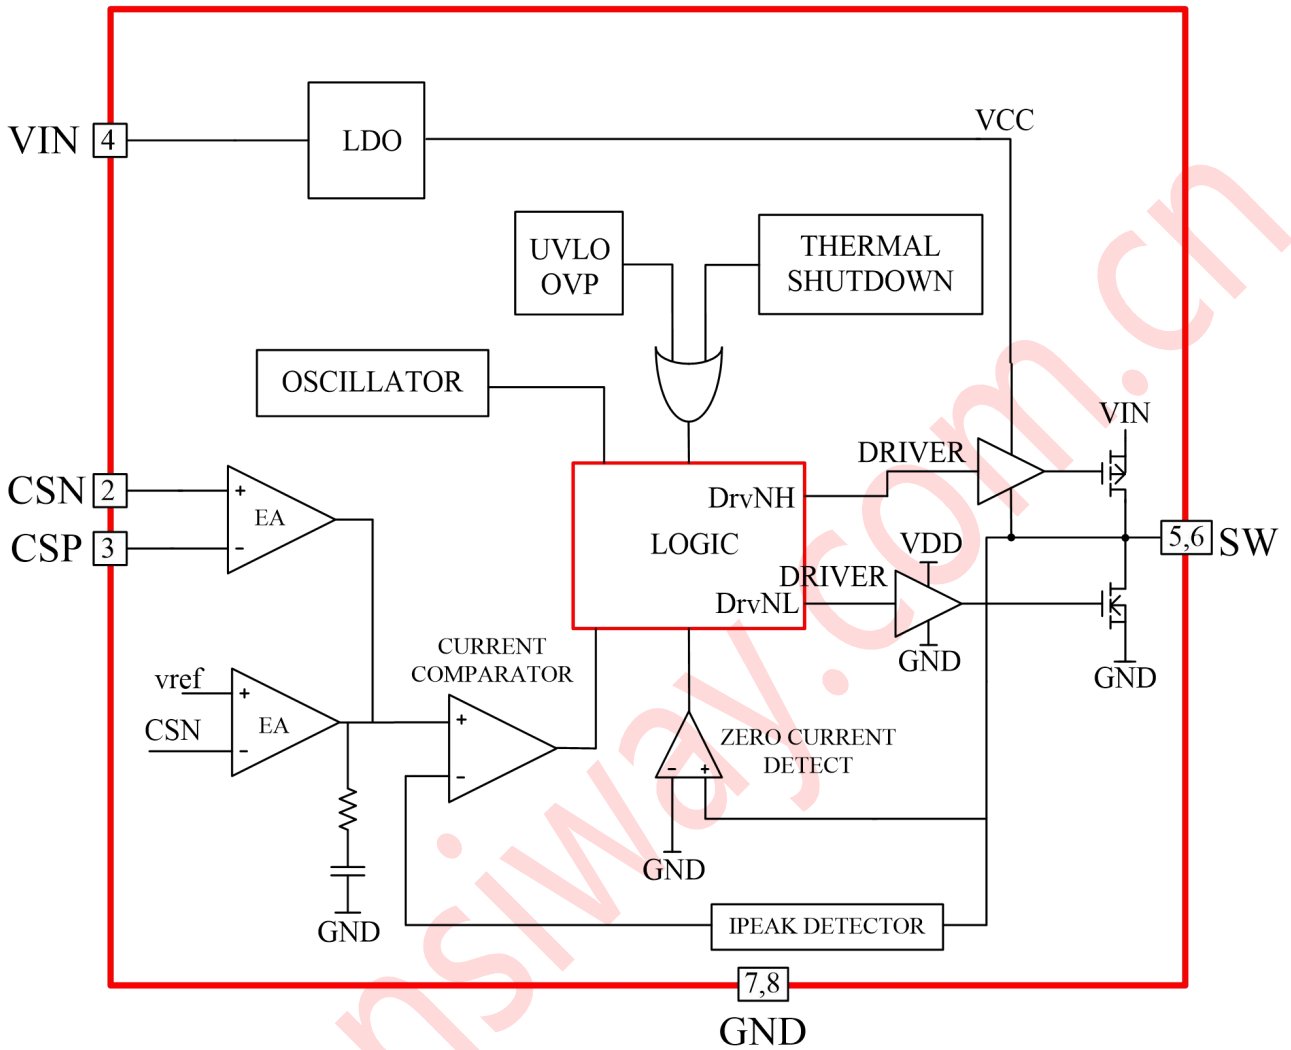 VCC
VIN 4
LDO
UVLO
OVP
THERMAL
SHUTDOWN
OSCILLATOR
VIN
DRIVER
CSN 2
+
EA
-
CSP 3
DrvNH
LOGIC
VDD
5,6 SW
DRIVER
DrvNL
GND
GND
CURRENT
COMPARATOR
vref
+
EA
CSN
-
+
-
ZERO CURRENT
DETECT
- +
GND
GND
IPEAK DETECTOR
7,8
GND
nsiway.com.cn